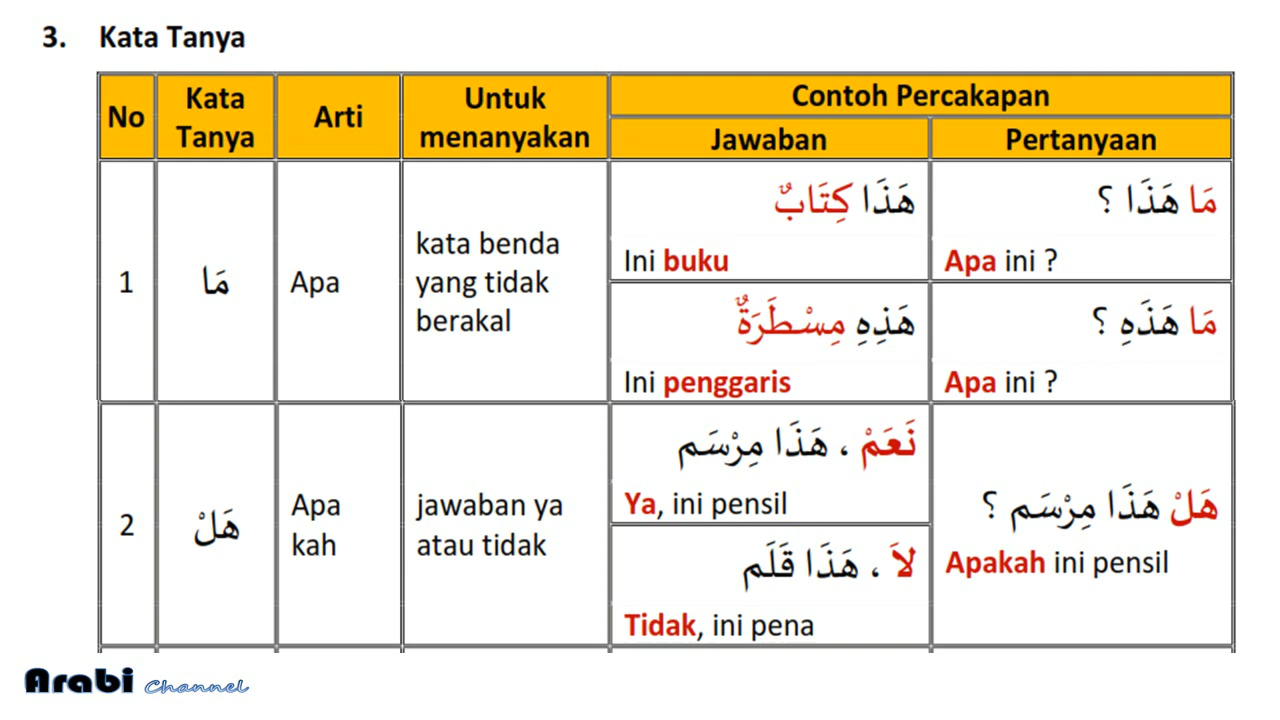 3. Kata Tanya
No
Kata
Tanya
Arti
Untuk
menanyakan
Contoh Percakapan
Jawaban
Pertanyaan
1
مَا
Apa
kata benda
yang tidak
berakal
هَذَا كِتَابٌ
Ini buku
مَا هَذَا ؟
Apa ini ?
هَذِهِ مِسْطَرَةٌ
Ini penggaris
مَا هَذَهِ ؟
Apa ini ?
2
هَلْ
Apa
kah
jawaban ya
atau tidak
نَعَمْ ، هَذَا مِرْسَم
Ya, ini pensil
لاَ ، هَذَا قَلَم
Tidak, ini pena
هَلْ هَذَا مِرْسَم ؟
Apakah ini pensil
Arabi Channel